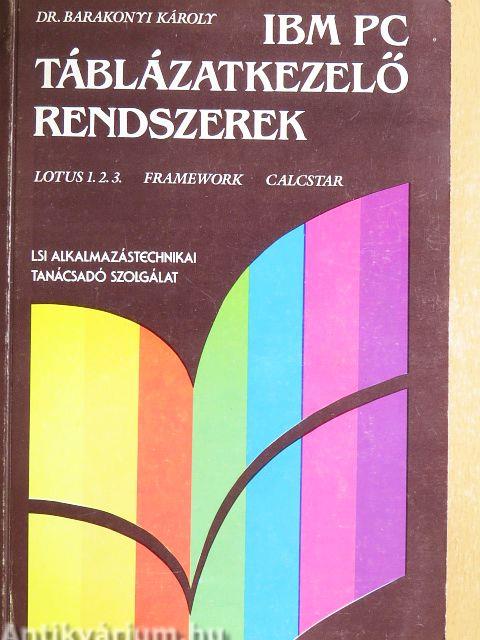 DR. BARAKONYI KÁROLY
IBM PC
TÁBLÁZATKEZELŐ
RENDSZEREK
LOTUS 1. 2. 3. FRAMEWORK CALCSTAR
LSI ALKALMAZÁSTECHNIKAI
TANÁCSADÓ SZOLGÁLAT
Antikvárium.hu